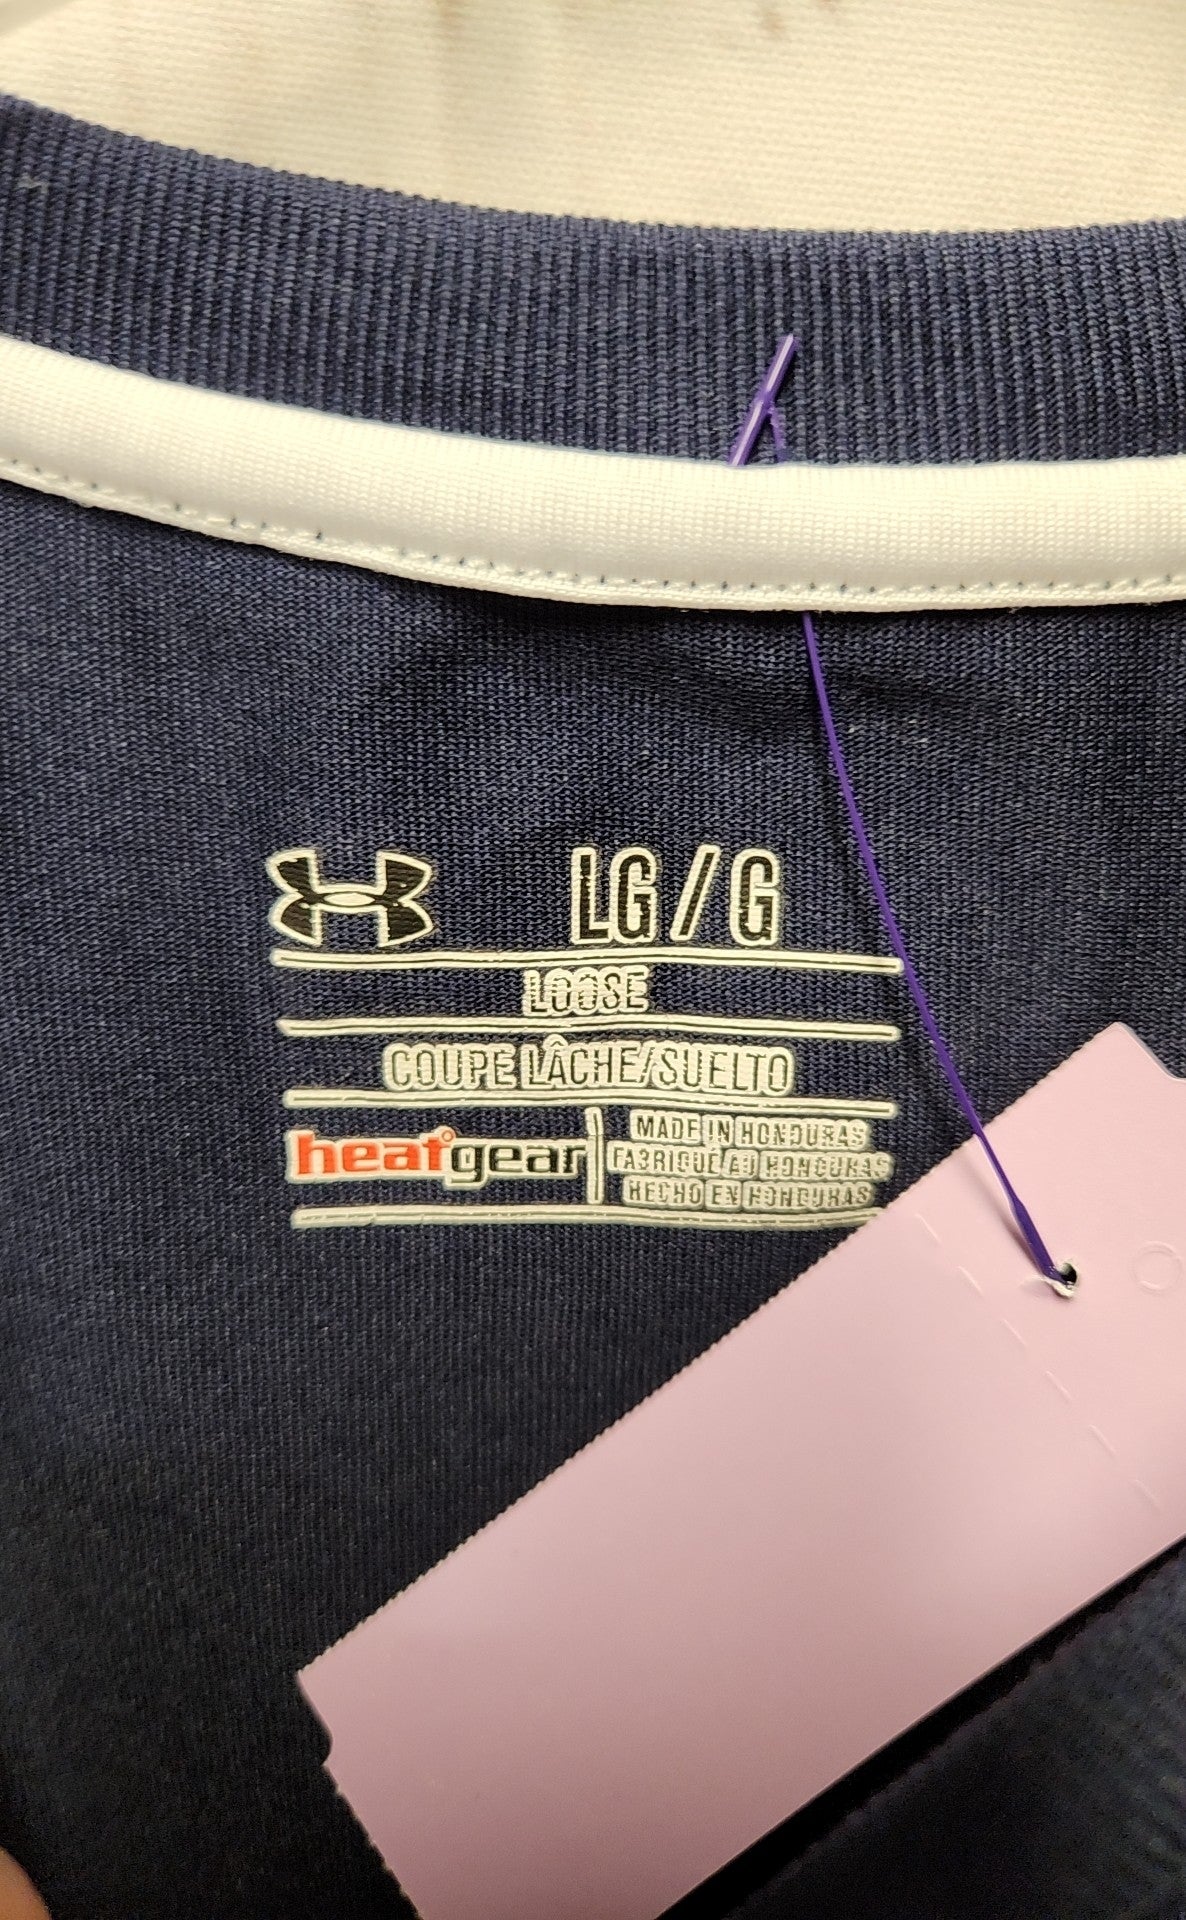 LG / G
LOOSE
COUPE LÂCHE/SUELTO
heatgear
MADE IN HONDURAS
FABRIQUÉ AU HONDURAS
HECHO EN HONDURAS